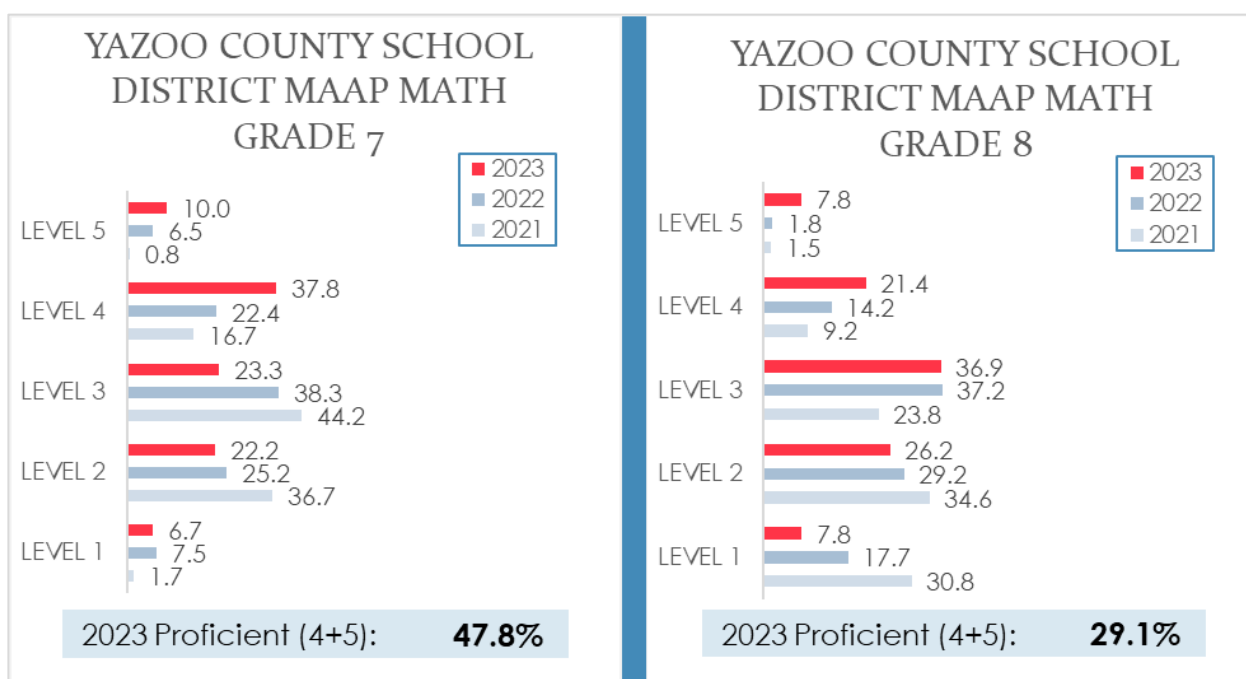 YAZOO COUNTY SCHOOL
DISTRICT MAAP MATH
GRADE 7
2023
2022
2021
LEVEL 5
10.0
6.5
0.8
LEVEL 4
37.8
22.4
16.7
LEVEL 3
23.3
38.3
44.2
LEVEL 2
22.2
25.2
36.7
LEVEL 1
6.7
7.5
1.7
2023 Proficient (4+5): 47.8%
YAZOO COUNTY SCHOOL
DISTRICT MAAP MATH
GRADE 8
2023
2022
2021
LEVEL 5
7.8
1.8
1.5
LEVEL 4
21.4
14.2
9.2
LEVEL 3
36.9
37.2
23.8
LEVEL 2
26.2
29.2
34.6
LEVEL 1
7.8
17.7
30.8
2023 Proficient (4+5): 29.1%